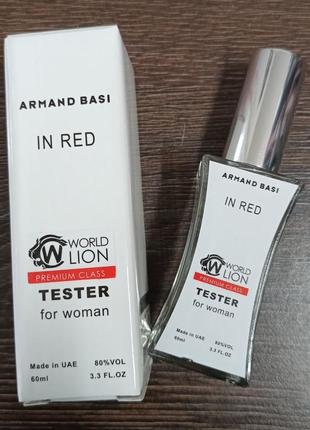 ARMAND BASI
IN RED
WORLD
LION
PREMIUM CLASS
TESTER
for woman
Made in UAE 80%VOL
60ml 3.3 FL.OZ
ARMAND BASI
IN RED
WORLD
LION
PREMIUM CLASS
TESTER
for woman
Made in UAE 80%VOL
60ml 3.3 FL.OZ